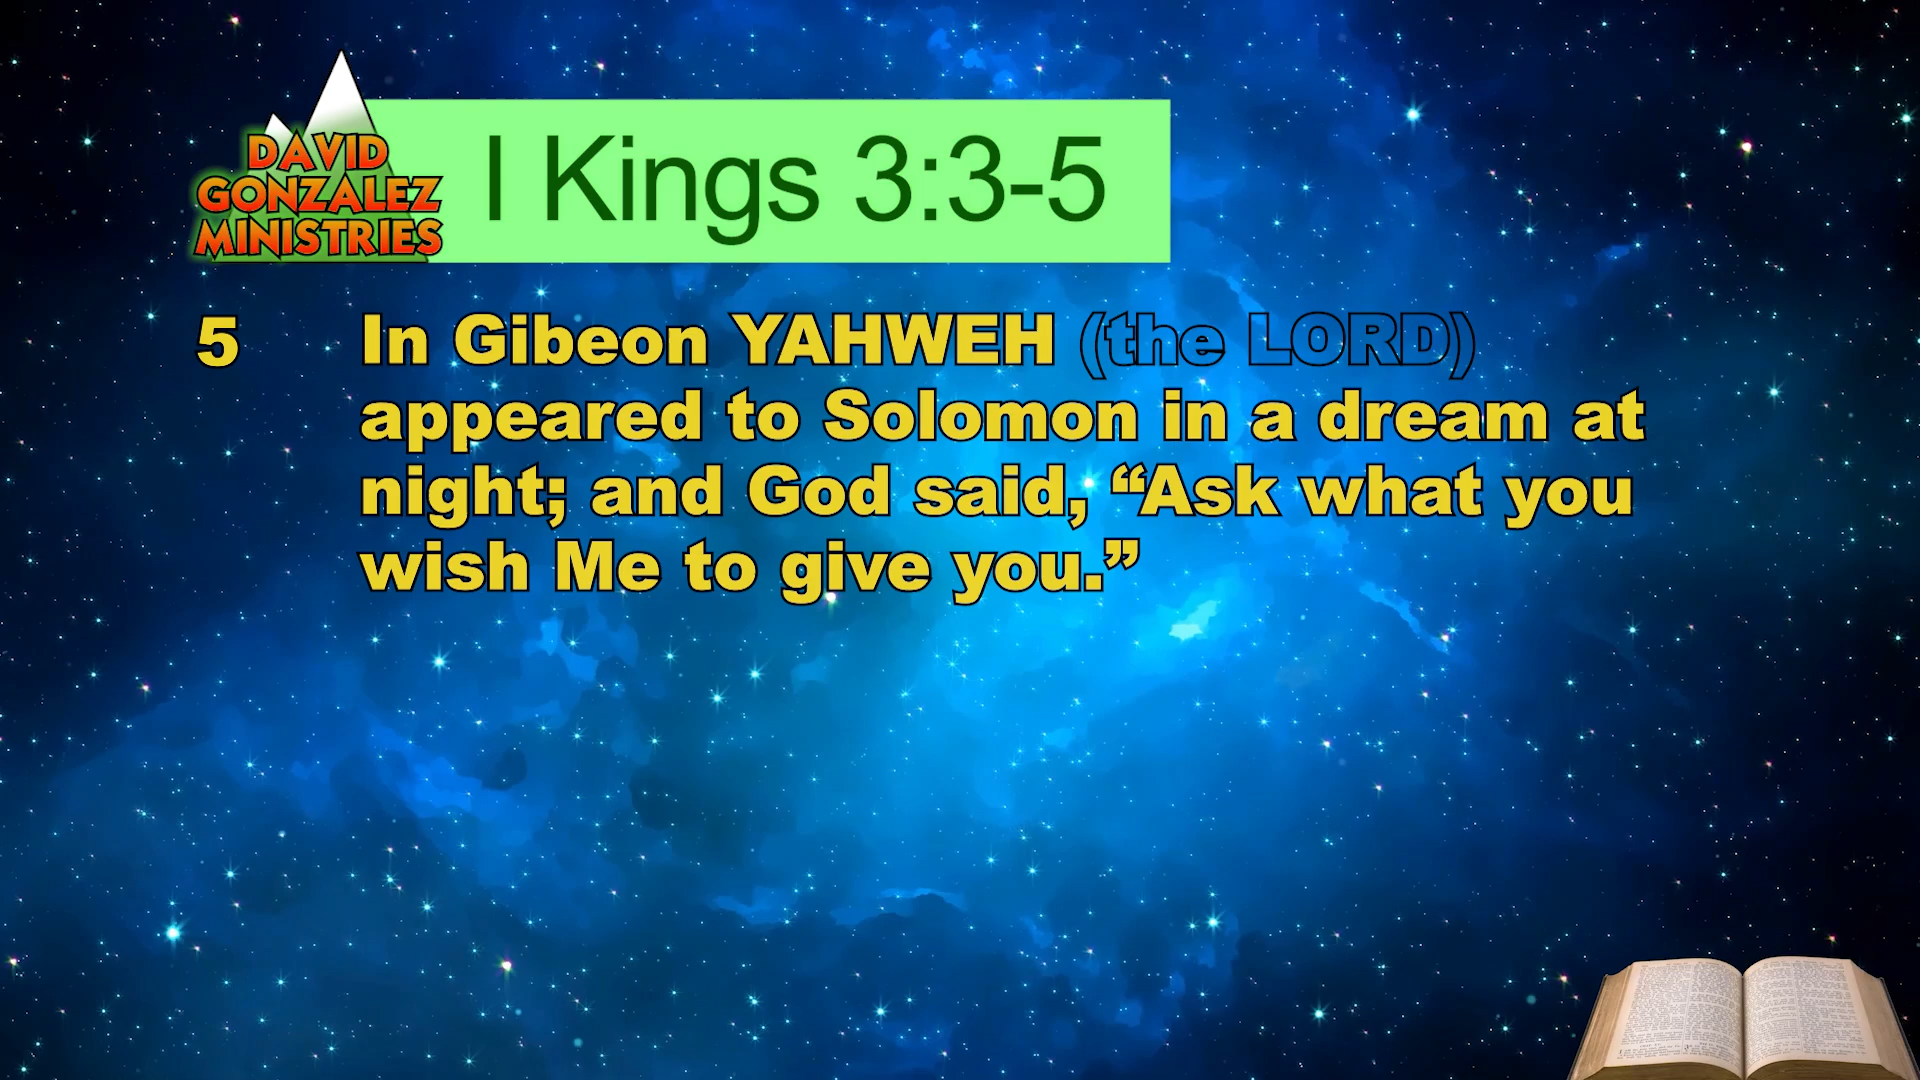 DAVID
GONZALEZ
MINISTRIES
I Kings 3:3-5
5 In Gibeon YAHWEH (the LORD)
appeared to Solomon in a dream at
night; and God said, “Ask what you
wish Me to give you.”